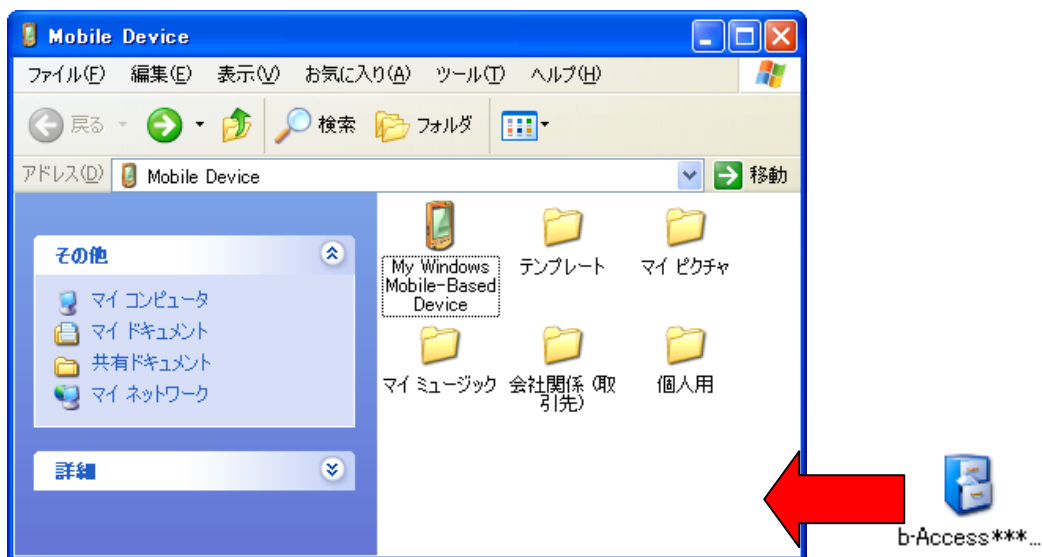 Mobile Device
ファイル(F) 編集(E) 表示(V) お気に入り(A) ツール(T) ヘルプ(H)
戻る 検索 フォルダ
アドレス(D) Mobile Device 移動
その他
マイ コンピュータ
マイ ドキュメント
共有ドキュメント
マイ ネットワーク
詳細
My Windows
Mobile-Based
Device
テンプレート
マイ ピクチャ
マイ ミュージック
会社関係 (取
引先)
個人用
b-Access***...